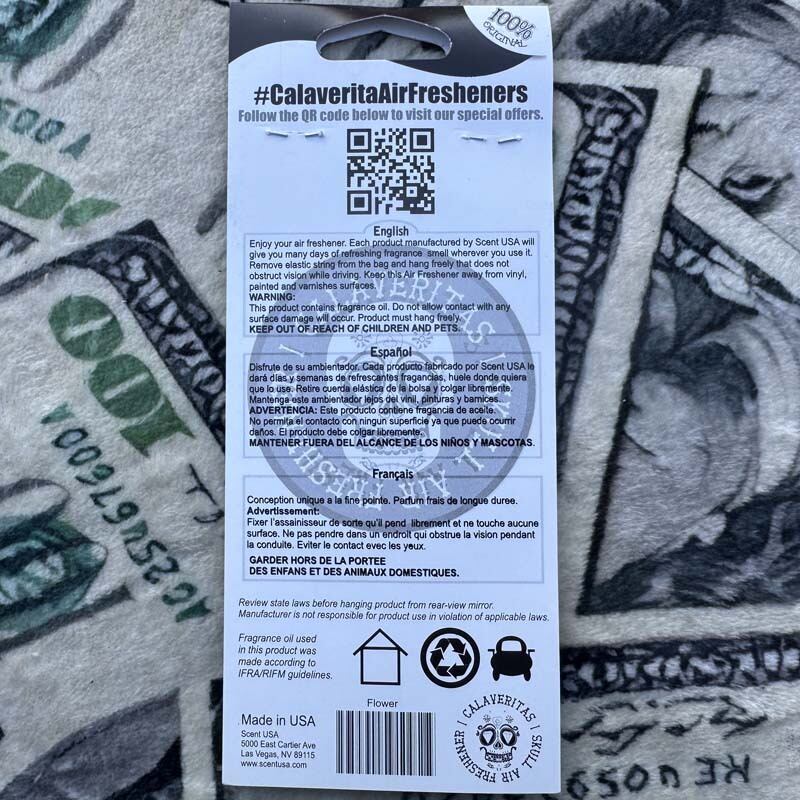 100%
ORIGINAL
#CalaveritaAirFresheners
Follow the QR code below to visit our special offers.
English
Enjoy your air freshener. Each product manufactured by Scent USA will
give you many days of refreshing fragrance smell wherever you use it.
Remove elastic string from the bag and hang freely that does not
obstruct vision while driving. Keep this Air Freshener away from vinyl,
painted and varnishes surfaces.
WARNING:
This product contains fragrance oil. Do not allow contact with any
surface damage will occur. Product must hang freely.
KEEP OUT OF REACH OF CHILDREN AND PETS.
Español
Disfrute de su ambientador. Cada producto fabricado por Scent USA le
dará días y semanas de refrescantes fragancias, huele donde quiera
que lo use. Retire cuerda elástica de la bolsa y colgar libremente.
Mantenga este ambientador lejos del vinil, pinturas y barnices.
ADVERTENCIA: Este producto contiene fragancia de aceite.
No permita el contacto con ningun superficie ya que puede ocurrir
daños. El producto debe colgar libremente.
MANTENER FUERA DEL ALCANCE DE LOS NIÑOS Y MASCOTAS.
Français
Conception unique a la fine pointe. Parfum frais de longue duree.
Advertissement:
Fixer l'assainisseur de sorte qu'il pend librement et ne touche aucune
surface. Ne pas pendre dans un endroit qui obstrue la vision pendant
la conduite. Eviter le contact evec les yeux.
GARDER HORS DE LA PORTEE
DES ENFANS ET DES ANIMAUX DOMESTIQUES.
Review state laws before hanging product from rear-view mirror.
Manufacturer is not responsible for product use in violation of applicable laws.
Fragrance oil used
in this product was
made according to
IFRA/RIFM guidelines.
Flower
Made in USA
Scent USA
5000 East Cartier Ave
Las Vegas, NV 89115
www.scentusa.com
CALAVERITAS | SKULL AIR FRESHENER |
100